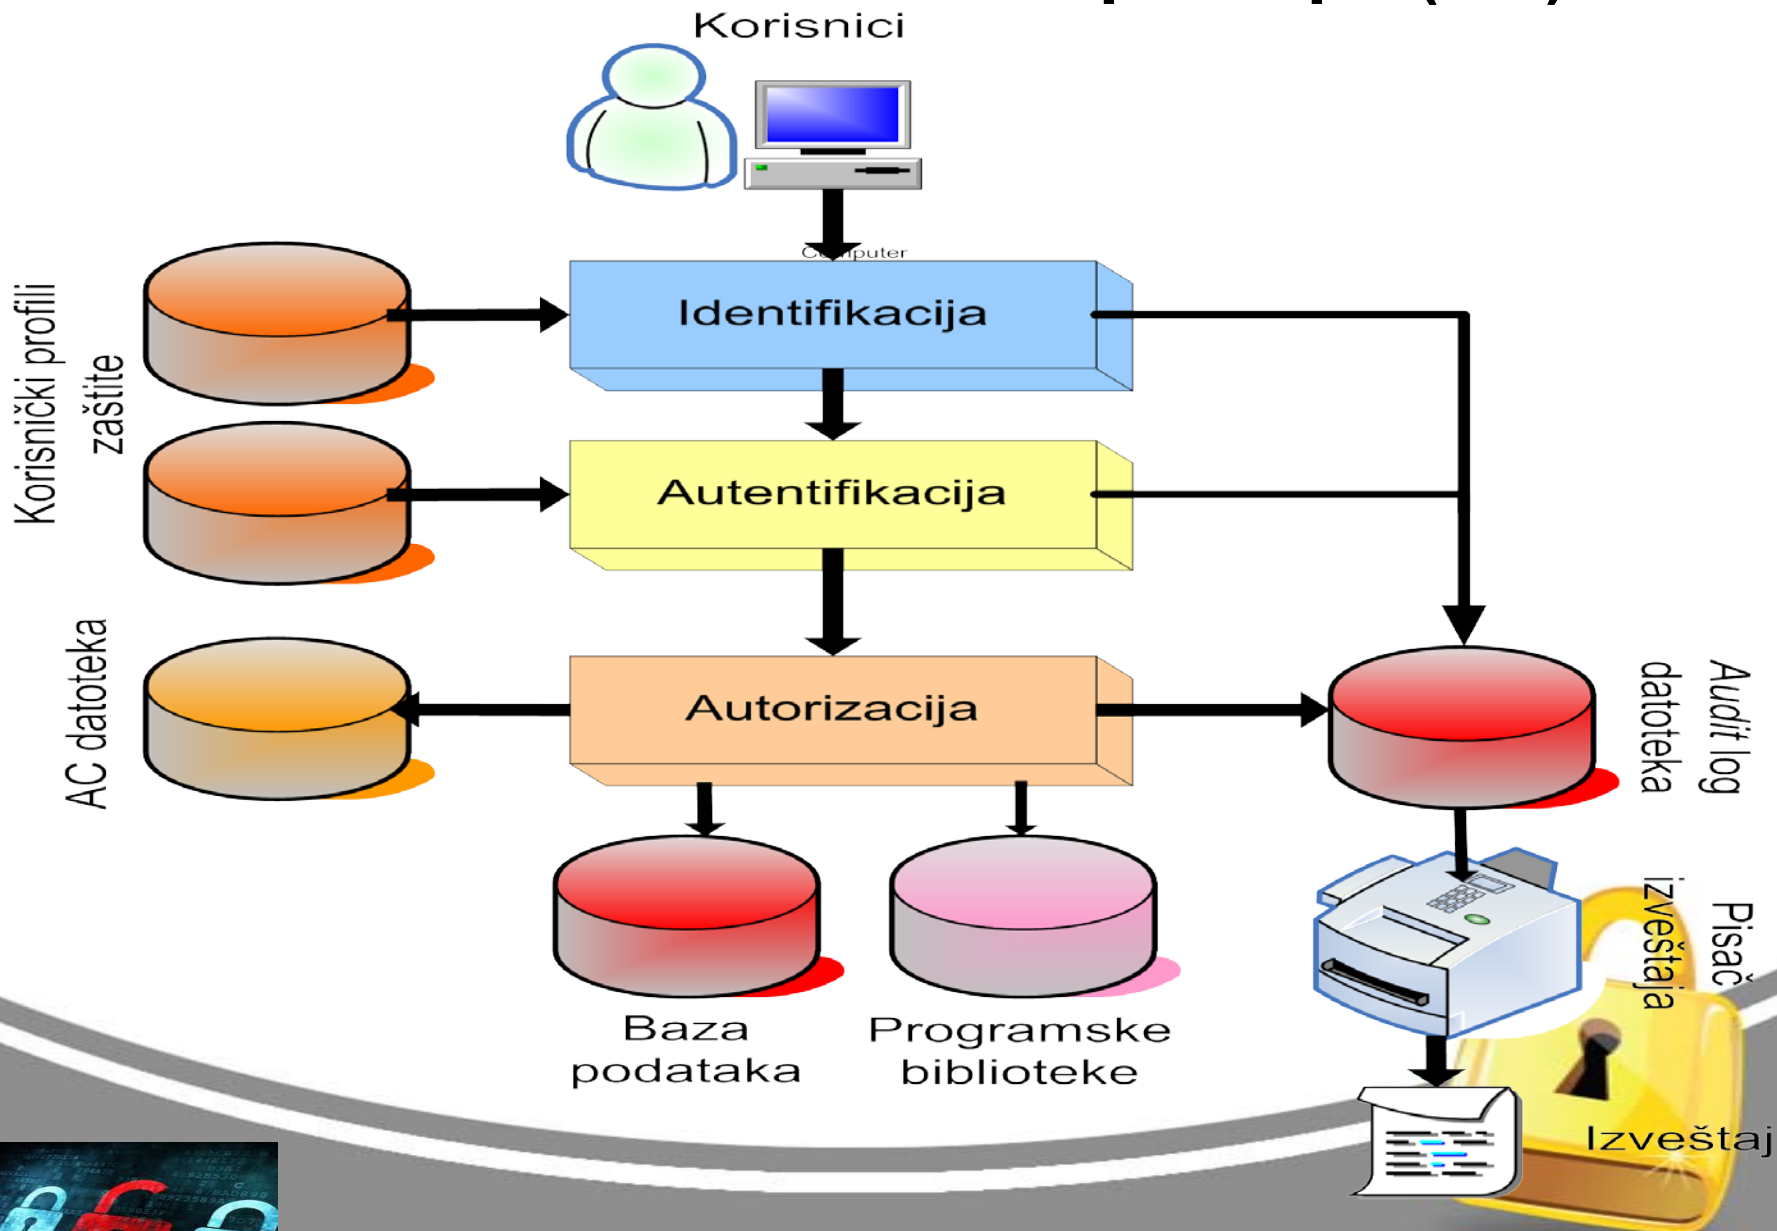 Korisnici
Computer
Identifikacija
Korisnički profili
zaštite
Autentifikacija
Autorizacija
AC datoteka
Audit log
datoteka
Baza
podataka
Programske
biblioteke
Pisač
izveštaja
Izveštaj